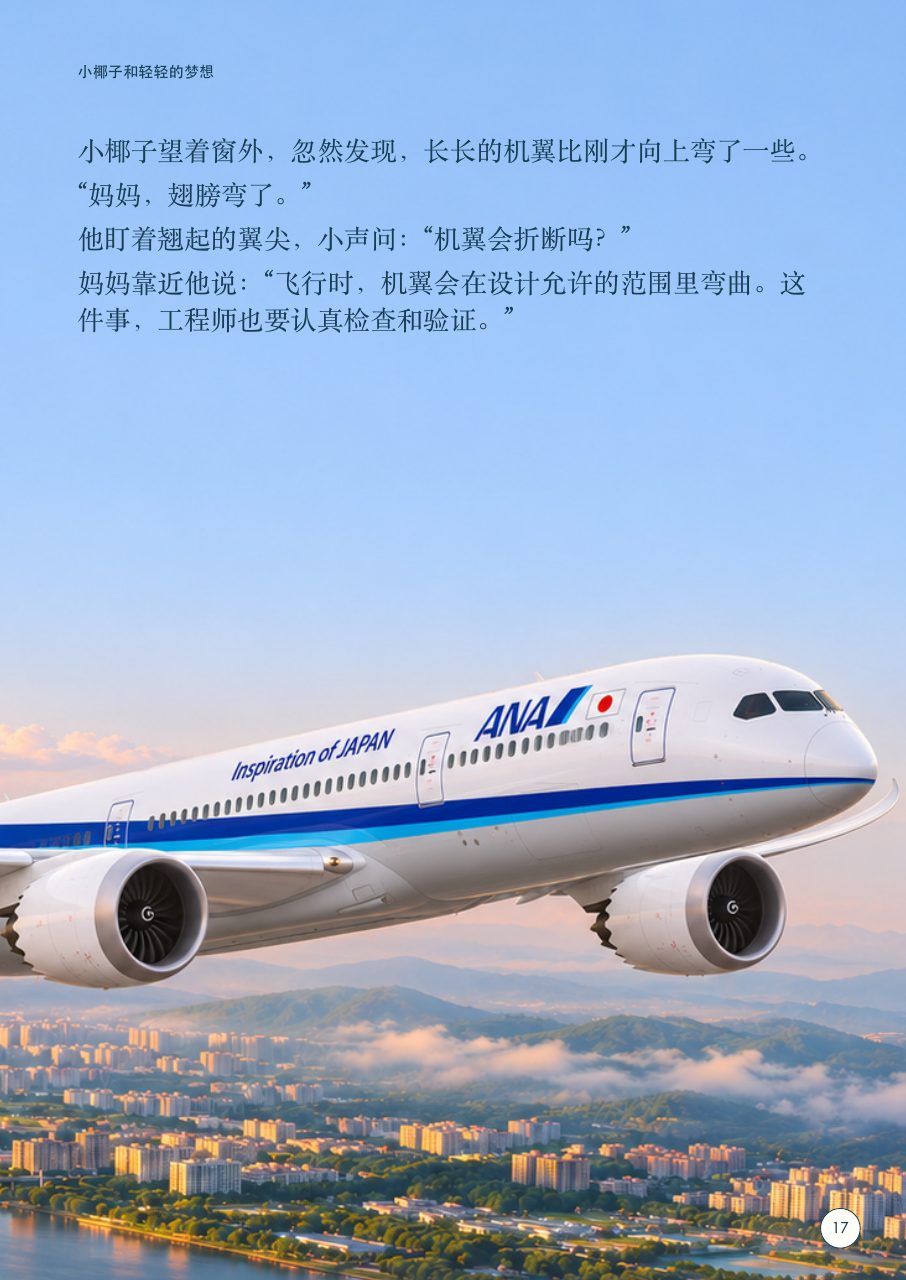 小椰子和轻轻的梦想
小椰子望着窗外，忽然发现，长长的机翼比刚才向上弯了一些。
“妈妈，翅膀弯了。”
他盯着翘起的翼尖，小声问：“机翼会折断吗？”
妈妈靠近他说：“飞行时，机翼会在设计允许的范围里弯曲。这
件事，工程师也要认真检查和验证。”
ANA
Inspiration of JAPAN
17